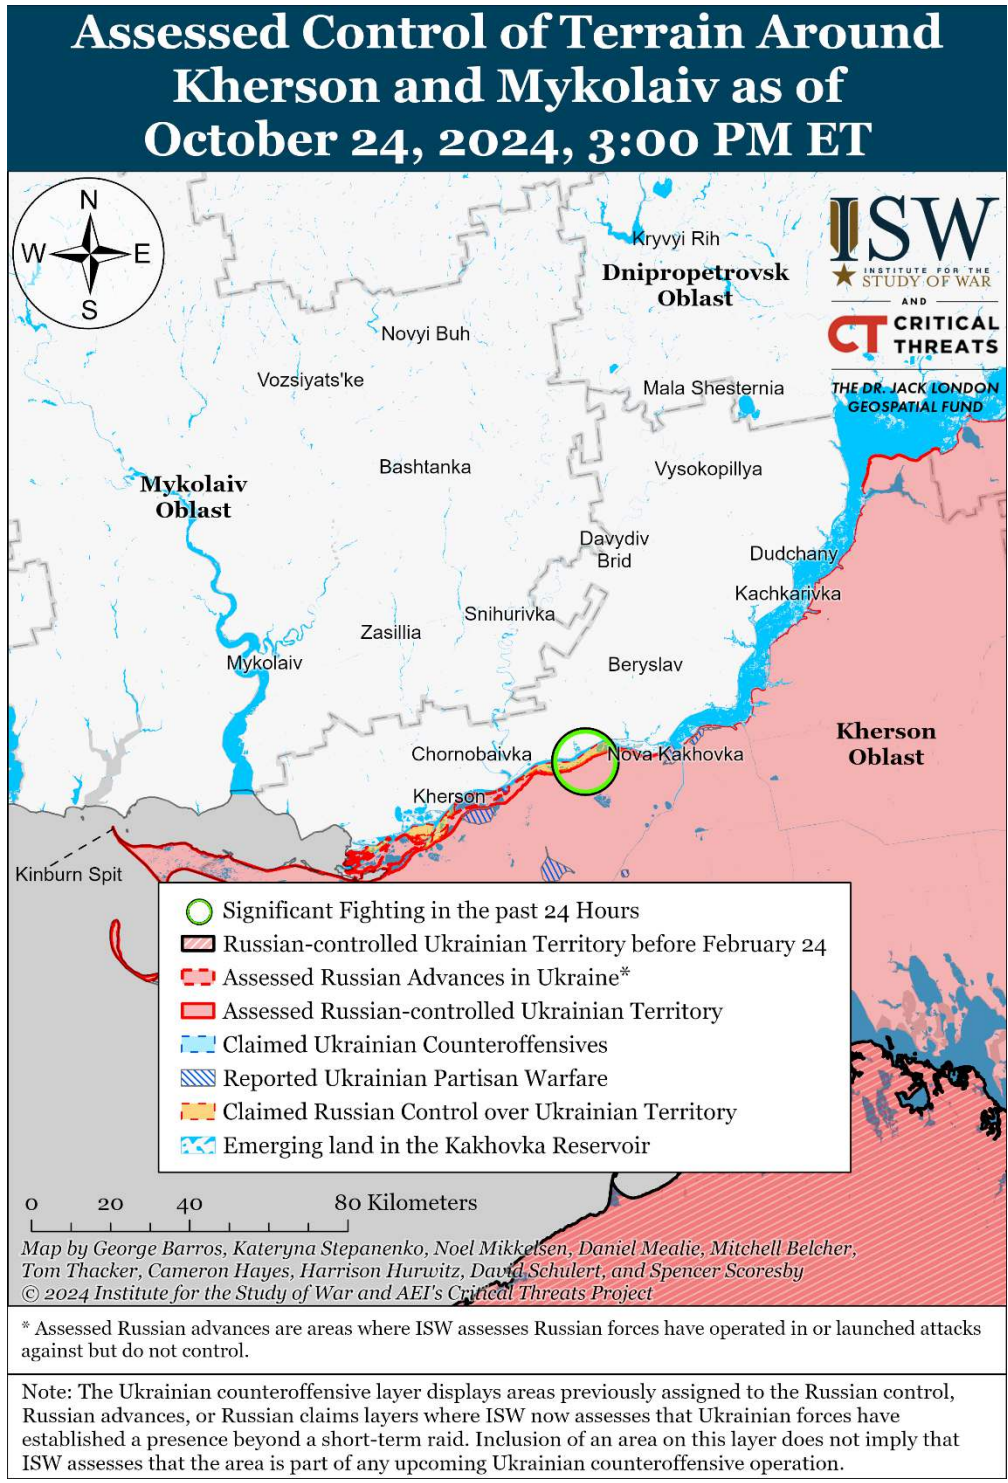 Assessed Control of Terrain Around
Kherson and Mykolaiv as of
October 24, 2024, 3:00 PM ET
N
W
E
S
ISW
INSTITUTE FOR THE
STUDY OF WAR
AND
CT CRITICAL
THREATS
THE DR. JACK LONDON
GEOSPATIAL FUND
Kryvyi Rih
Dnipropetrovsk
Oblast
Novyi Buh
Vozsiyats'ke
Mala Shesternia
Bashtanka
Vysokopillya
Mykolaiv
Oblast
Davydiv
Brid
Dudchany
Kachkarivka
Snihurivka
Zasillia
Mykolaiv
Beryslav
Kherson
Oblast
Chornobaivka
Nova Kakhovka
Kherson
Kinburn Spit
Significant Fighting in the past 24 Hours
Russian-controlled Ukrainian Territory before February 24
Assessed Russian Advances in Ukraine*
Assessed Russian-controlled Ukrainian Territory
Claimed Ukrainian Counteroffensives
Reported Ukrainian Partisan Warfare
Claimed Russian Control over Ukrainian Territory
Emerging land in the Kakhovka Reservoir
0 20 40 80 Kilometers
Map by George Barros, Kateryna Stepanenko, Noel Mikkelsen, Daniel Mealie, Mitchell Belcher,
Tom Thacker, Cameron Hayes, Harrison Hurwitz, David Schulert, and Spencer Scoresby
© 2024 Institute for the Study of War and AEI's Critical Threats Project
* Assessed Russian advances are areas where ISW assesses Russian forces have operated in or launched attacks
against but do not control.
Note: The Ukrainian counteroffensive layer displays areas previously assigned to the Russian control,
Russian advances, or Russian claims layers where ISW now assesses that Ukrainian forces have
established a presence beyond a short-term raid. Inclusion of an area on this layer does not imply that
ISW assesses that the area is part of any upcoming Ukrainian counteroffensive operation.